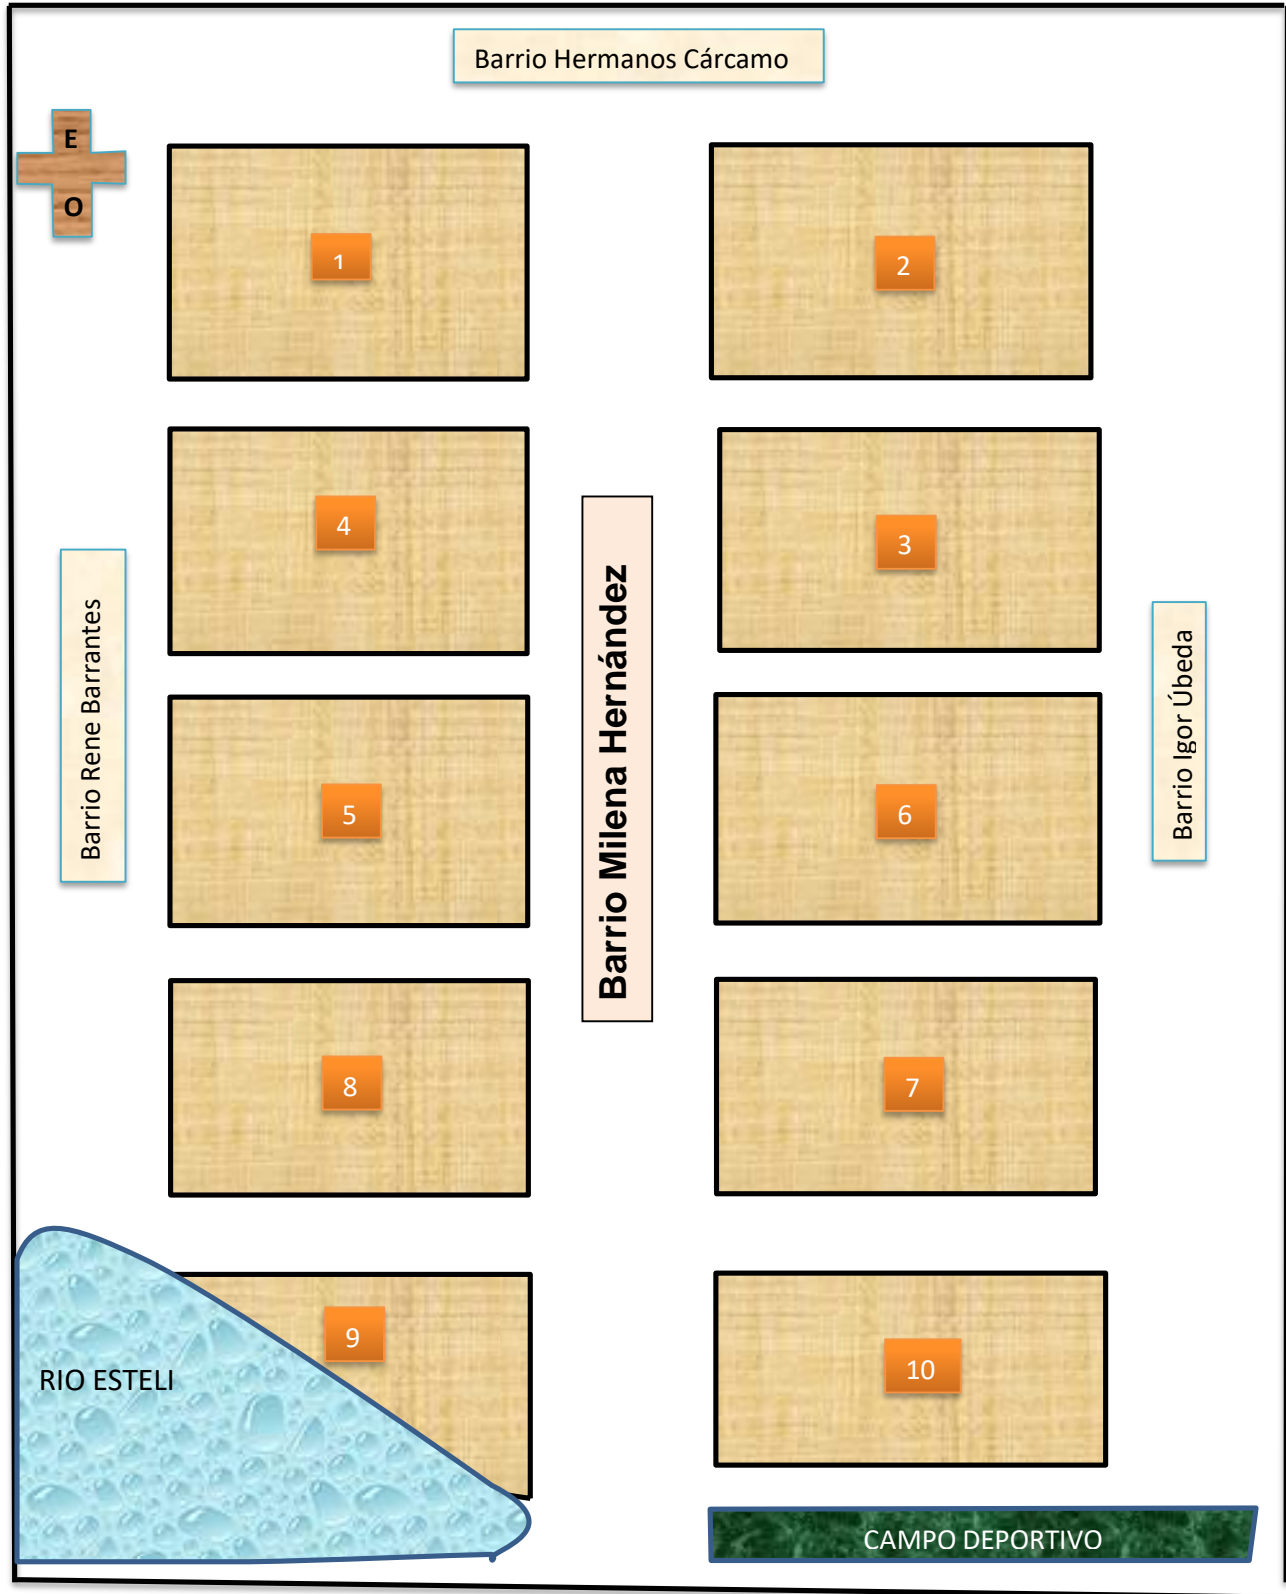 Barrio Hermanos Cárcamo
E
O
1
2
4
3
Barrio Rene Barrantes
Barrio Milena Hernández
Barrio Igor Úbeda
5
6
8
7
9
RIO ESTELI
10
CAMPO DEPORTIVO